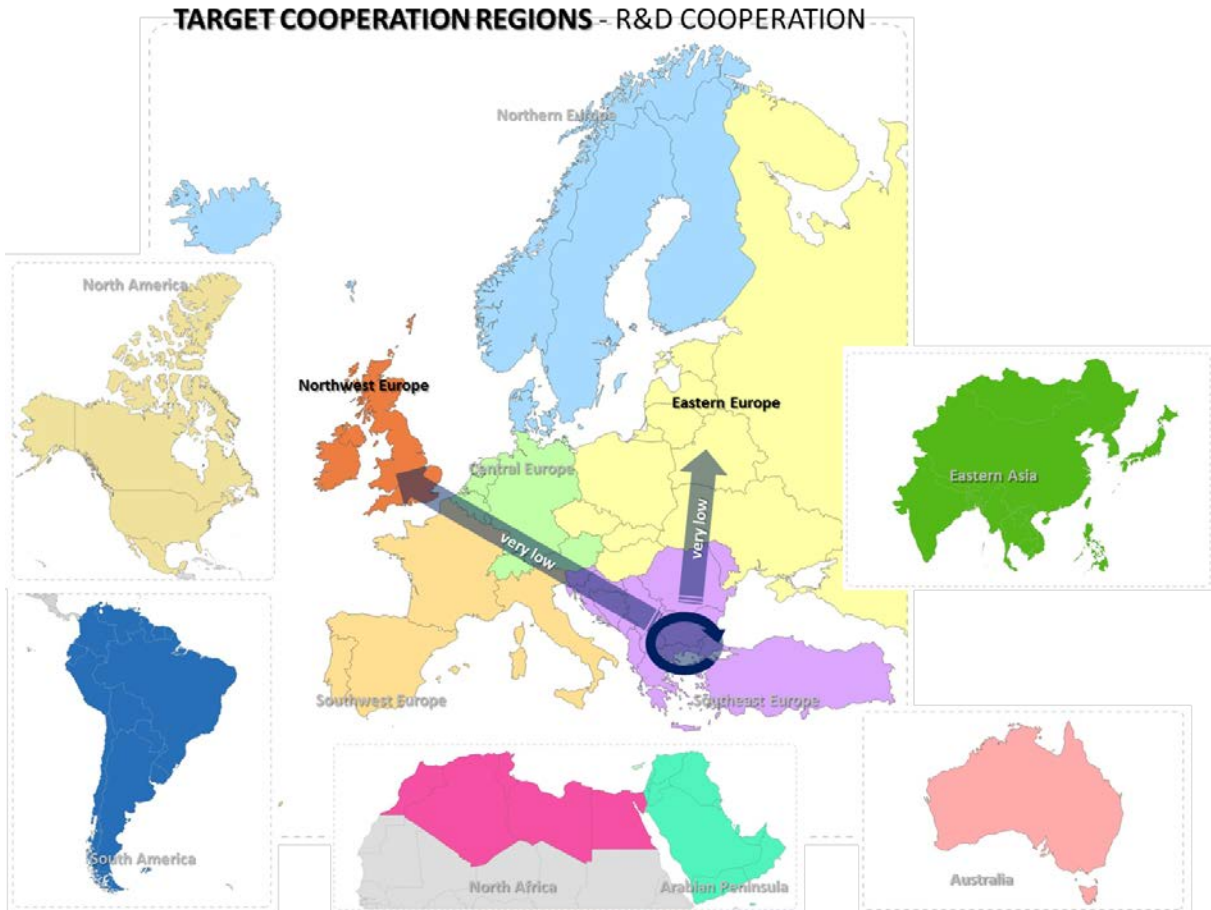 TARGET COOPERATION REGIONS - R&D COOPERATION
Northern Europe
North America
Northwest Europe
Eastern Europe
Central Europe
Eastern Asia
very low
very low
Southwest Europe
Southeast Europe
South America
North Africa
Arabian Peninsula
Australia